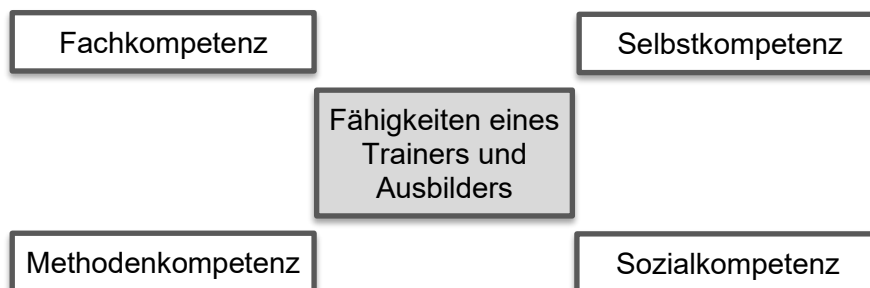 Fachkompetenz
Selbstkompetenz
Fähigkeiten eines
Trainers und
Ausbilders
Methodenkompetenz
Sozialkompetenz